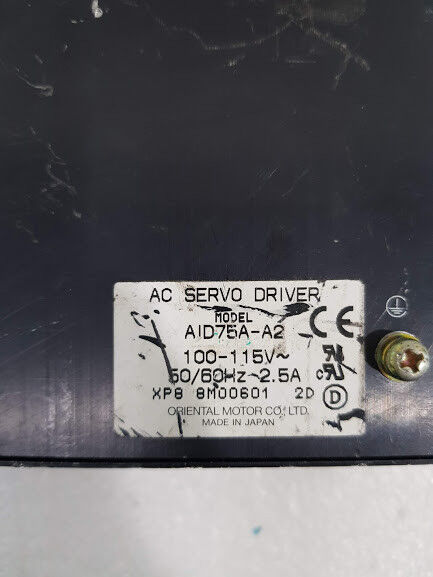 AC SERVO DRIVER
MODEL
AID75A-A2
CE
100-115V~
50/60Hz 2.5A
XP8 8M00601 2D
D
ORIENTAL MOTOR CO., LTD.
MADE IN JAPAN